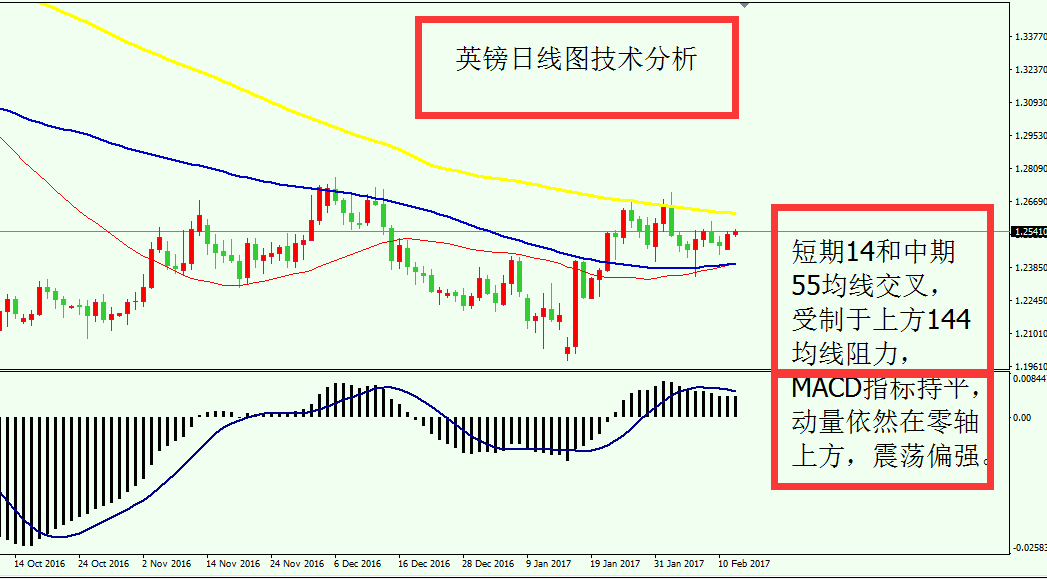 英镑日线图技术分析
1.33770
1.32370
1.30930
1.29530
1.28090
1.26690
1.25410
1.23850
1.22450
1.21010
1.19610
短期14和中期
55均线交叉，
受制于上方144
均线阻力，
MACD指标持平，
动量依然在零轴
上方，震荡偏强。
0.00844
0.00
-0.02583
14 Oct 2016 24 Oct 2016 2 Nov 2016 14 Nov 2016 24 Nov 2016 6 Dec 2016 16 Dec 2016 28 Dec 2016 9 Jan 2017 19 Jan 2017 31 Jan 2017 10 Feb 2017